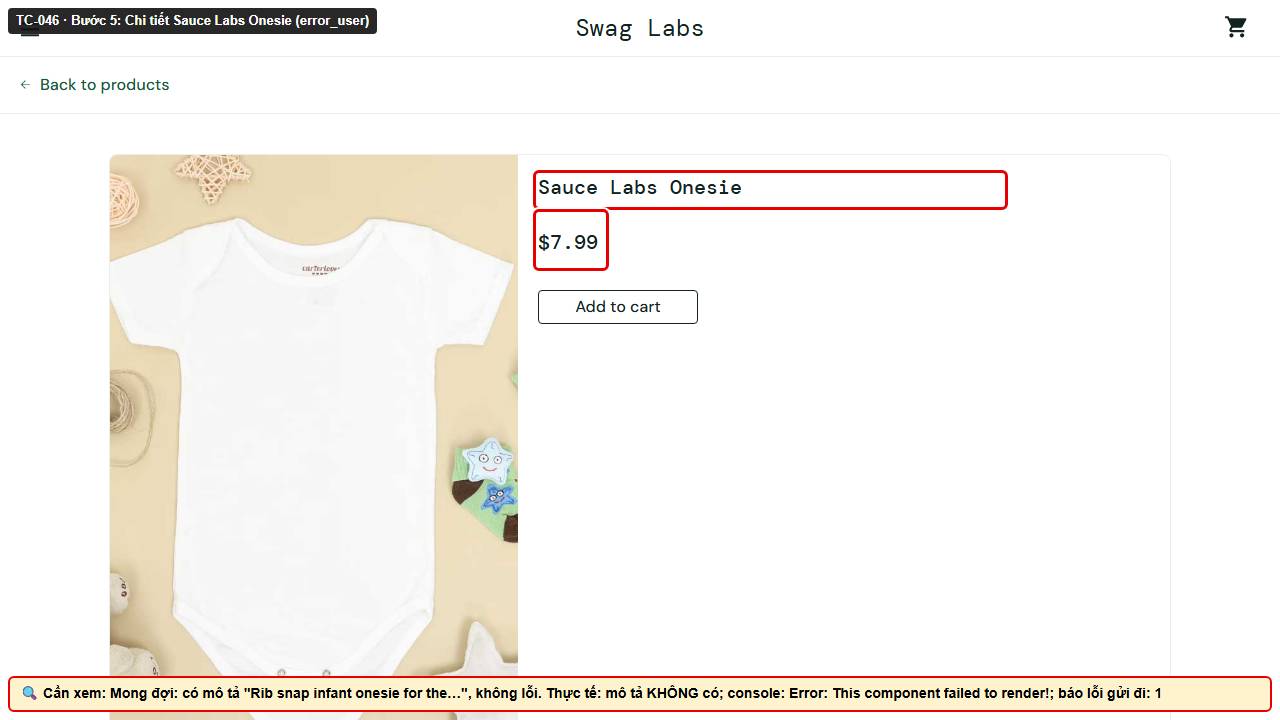 TC-046 · Bước 5: Chi tiết Sauce Labs Onesie (error_user)
Swag Labs
← Back to products
Sauce Labs Onesie
$7.99
Add to cart
🔍 Cần xem: Mong đợi: có mô tả "Rib snap infant onesie for the...", không lỗi. Thực tế: mô tả KHÔNG có; console: Error: This component failed to render!; báo lỗi gửi đi: 1